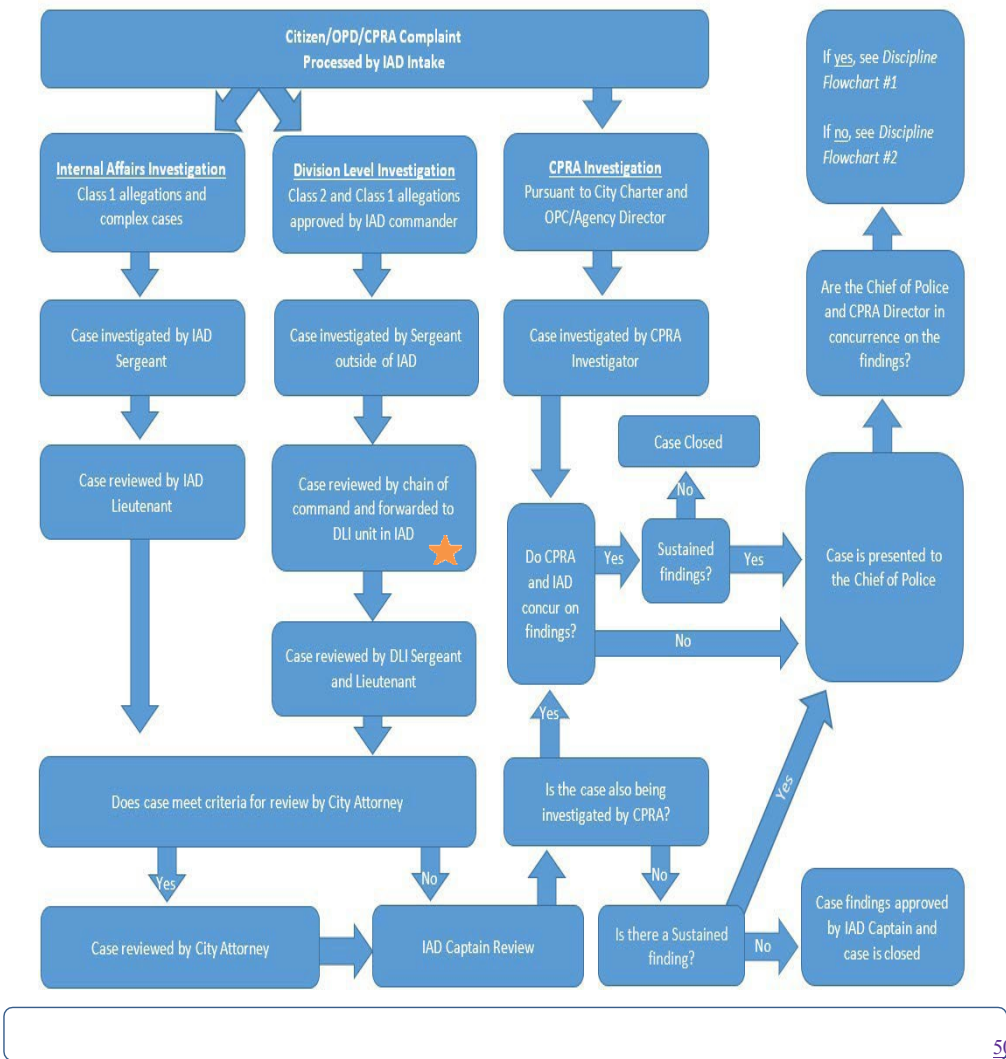 Citizen/OPD/CPRA Complaint
Processed by IAD Intake
Internal Affairs Investigation
Class 1 allegations and
complex cases
Division Level Investigation
Class 2 and Class 1 allegations
approved by IAD commander
CPRA Investigation
Pursuant to City Charter and
OPC/Agency Director
If yes, see Discipline
Flowchart #1
If no, see Discipline
Flowchart #2
Case investigated by IAD
Sergeant
Case investigated by Sergeant
outside of IAD
Case investigated by CPRA
Investigator
Are the Chief of Police
and CPRA Director in
concurrence on the
findings?
Case reviewed by IAD
Lieutenant
Case reviewed by chain of
command and forwarded to
DLI unit in IAD
Case Closed
No
Do CPRA
and IAD
concur on
findings?
Yes
Sustained
findings?
Yes
No
Case is presented to
the Chief of Police
Case reviewed by DLI Sergeant
and Lieutenant
Yes
Does case meet criteria for review by City Attorney
Is the case also being
investigated by CPRA?
Yes
Yes
No
No
Case reviewed by City Attorney
IAD Captain Review
Is there a Sustained
finding?
No
Case findings approved
by IAD Captain and
case is closed